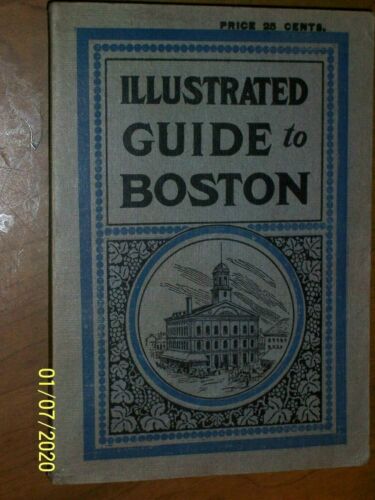 PRICE 25 CENTS.
ILLUSTRATED
GUIDE to
BOSTON
01/07/2020